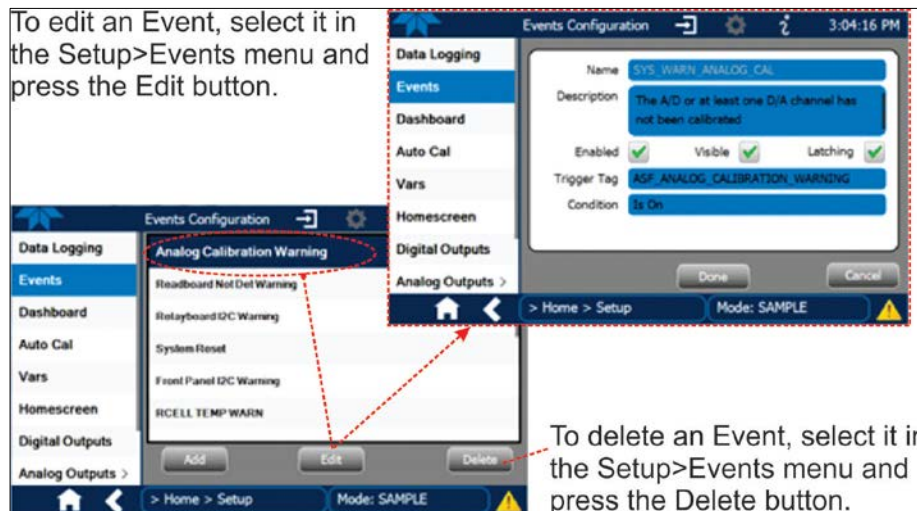 To edit an Event, select it in
the Setup>Events menu and
press the Edit button.
Events Configuration
3:04:16 PM
Data Logging
Events
Dashboard
Auto Cal
Vars
Homescreen
Digital Outputs
Analog Outputs >
Name SYS_WARN_ANALOG_CAL
Description The A/D or at least one D/A channel has
not been calibrated
Enabled Visible Latching
Trigger Tag ASF_ANALOG_CALIBRATION_WARNING
Condition Is On
Done Cancel
> Home > Setup Mode: SAMPLE
Events Configuration
Data Logging
Events
Dashboard
Auto Cal
Vars
Homescreen
Digital Outputs
Analog Outputs >
Analog Calibration Warning
Readboard Not Det Warning
Relayboard I2C Warning
System Reset
Front Panel I2C Warning
RCELL TEMP WARN
Add Edit Delete
> Home > Setup Mode: SAMPLE
To delete an Event, select it in
the Setup>Events menu and
press the Delete button.